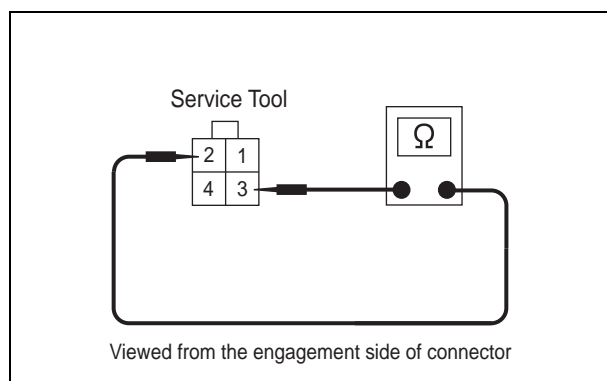 Service Tool
Ω
2 1
4 3
Viewed from the engagement side of connector